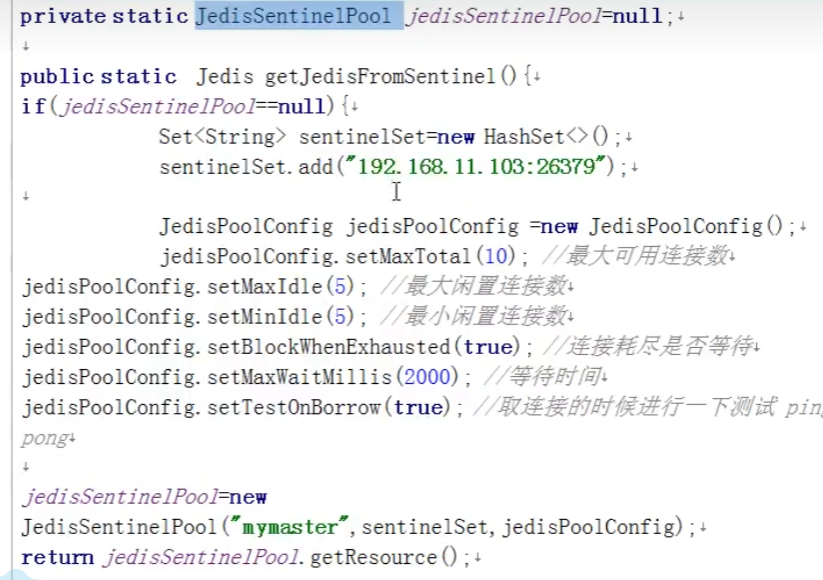 private static JedisSentinelPool jedisSentinelPool=null;↓
↓
public static  Jedis getJedisFromSentinel(){↓
if(jedisSentinelPool==null){↓
Set<String> sentinelSet=new HashSet<>();↓
sentinelSet.add("192.168.11.103:26379");↓
↓
JedisPoolConfig jedisPoolConfig =new JedisPoolConfig();↓
jedisPoolConfig.setMaxTotal(10); //最大可用连接数↓
jedisPoolConfig.setMaxIdle(5); //最大闲置连接数↓
jedisPoolConfig.setMinIdle(5); //最小闲置连接数↓
jedisPoolConfig.setBlockWhenExhausted(true); //连接耗尽是否等待↓
jedisPoolConfig.setMaxWaitMillis(2000); //等待时间↓
jedisPoolConfig.setTestOnBorrow(true); //取连接的时候进行一下测试 ping
pong↓
↓
jedisSentinelPool=new
JedisSentinelPool("mymaster",sentinelSet,jedisPoolConfig);↓
return jedisSentinelPool.getResource();↓